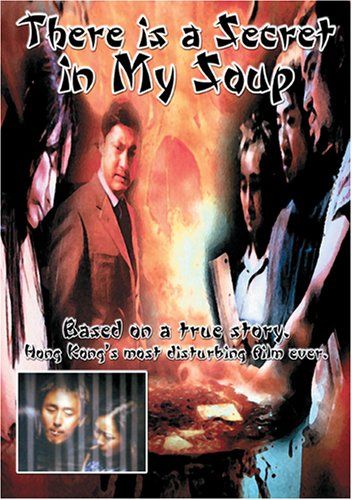 There is a Secret
in My Soup
Based on a true story.
Hong Kong's most disturbing film ever.